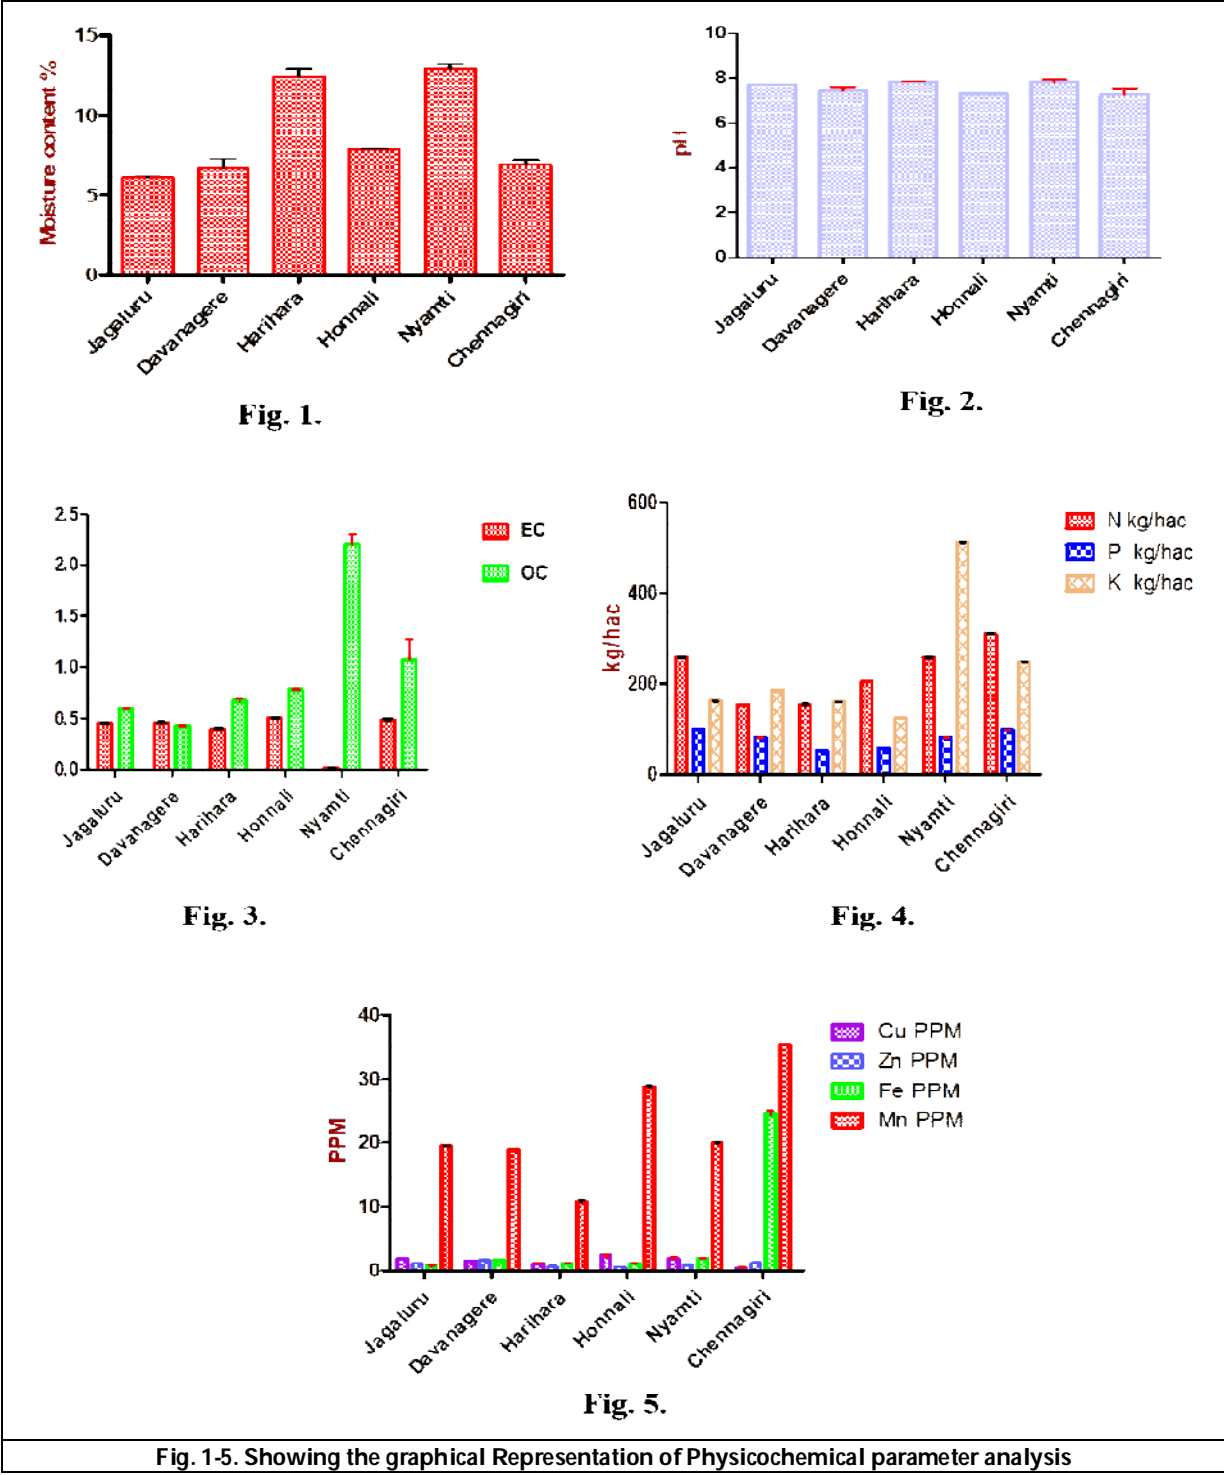 15
10
5
0
Moisture content %
Jagaluru
Davanagere
Harihara
Honnali
Nyamti
Chennagiri
Fig. 1.
10
8
6
4
2
0
pH
Jagaluru
Davanagere
Harihara
Honnali
Nyamti
Chennagiri
Fig. 2.
2.5
2.0
1.5
1.0
0.5
0.0
EC
OC
Jagaluru
Davanagere
Harihara
Honnali
Nyamti
Chennagiri
Fig. 3.
600
400
200
0
kg/hac
N kg/hac
P kg/hac
K kg/hac
Jagaluru
Davanagere
Harihara
Honnali
Nyamti
Chennagiri
Fig. 4.
40
30
20
10
0
PPM
Cu PPM
Zn PPM
Fe PPM
Mn PPM
Jagaluru
Davanagere
Harihara
Honnali
Nyamti
Chennagiri
Fig. 5.
Fig. 1-5. Showing the graphical Representation of Physicochemical parameter analysis